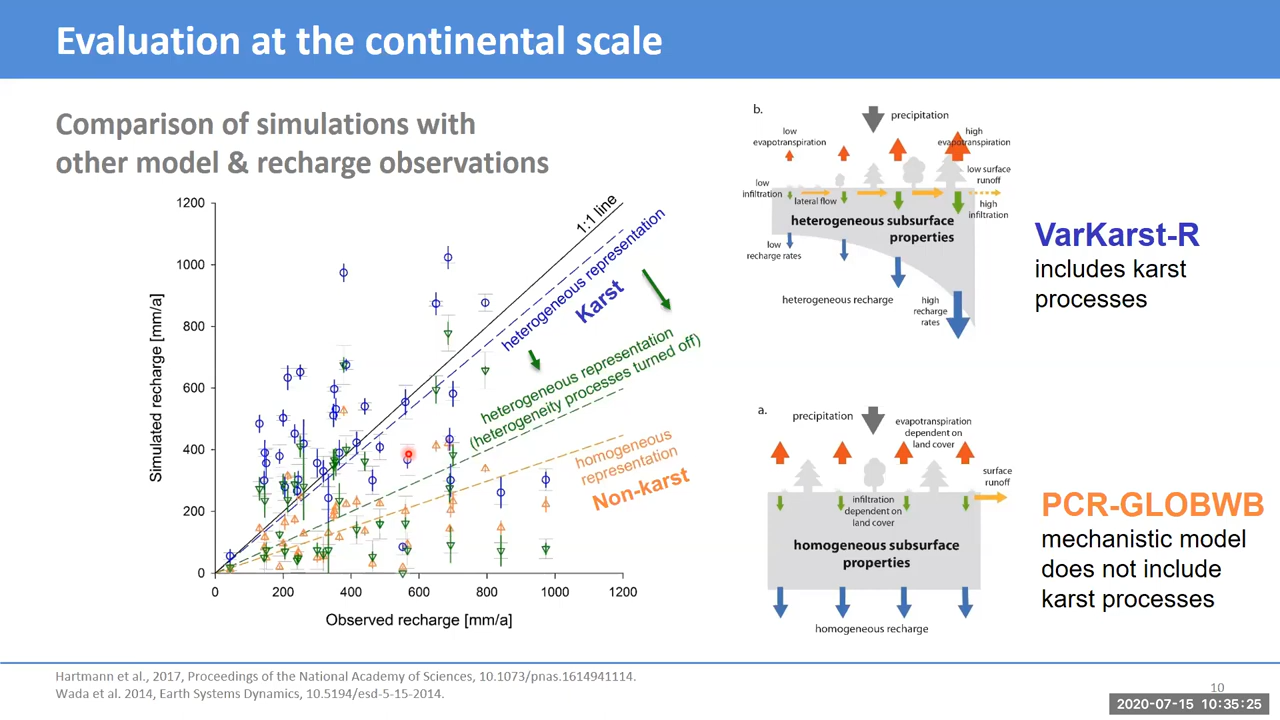 Evaluation at the continental scale
Comparison of simulations with
other model & recharge observations
Simulated recharge [mm/a]
1200
1000
800
600
400
200
0
0
200
400
600
800
1000
1200
Observed recharge [mm/a]
1:1 line
heterogeneous representation
Karst
heterogeneous representation
(heterogeneity processes turned off)
homogeneous
representation
Non-karst
b.
precipitation
low
evapotranspiration
high
evapotranspiration
low surface
runoff
low
infiltration
lateral flow
high
infiltration
heterogeneous subsurface
properties
low
recharge rates
heterogeneous recharge
high
recharge
rates
VarKarst-R
includes karst
processes
a.
precipitation
evapotranspiration
dependent on
land cover
surface
runoff
infiltration
dependent on
land cover
homogeneous subsurface
properties
homogeneous recharge
PCR-GLOBWB
mechanistic model
does not include
karst processes
Hartmann et al., 2017, Proceedings of the National Academy of Sciences, 10.1073/pnas.1614941114.
Wada et al. 2014, Earth Systems Dynamics, 10.5194/esd-5-15-2014.
10
2020-07-15 10:35:25